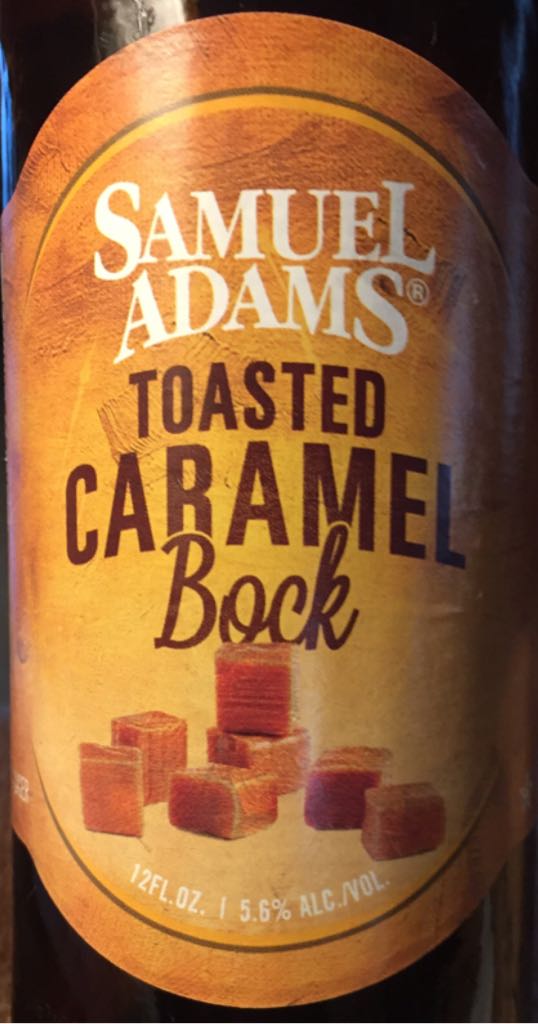 SAMUEL
ADAMS®
TOASTED
CARAMEL
Bock
12FL.OZ. | 5.6% ALC./VOL.